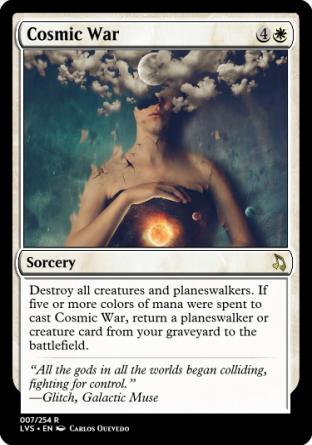 Cosmic War 4
Sorcery
Destroy all creatures and planeswalkers. If
five or more colors of mana were spent to
cast Cosmic War, return a planeswalker or
creature card from your graveyard to the
battlefield.
“All the gods in all the worlds began colliding,
fighting for control.”
—Glitch, Galactic Muse
007/254 R
LVS • EN Carlos Quevedo